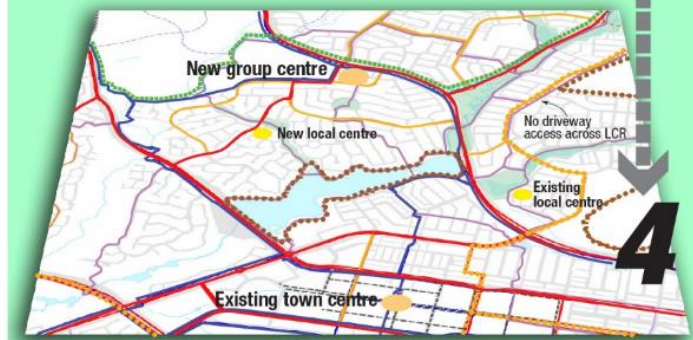 New group centre
New local centre
No driveway
access across LCR
Existing
local centre
4
Existing town centre